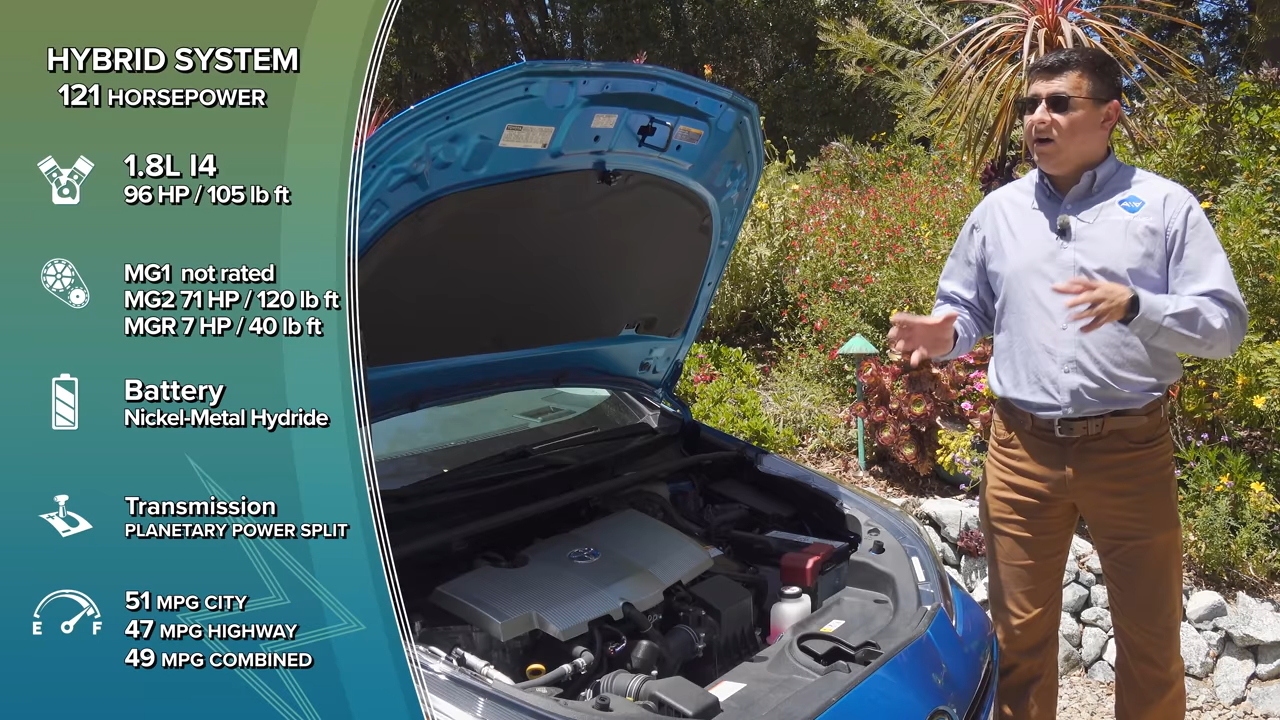 HYBRID SYSTEM
121 HORSEPOWER
1.8L I4
96 HP / 105 lb ft
MG1 not rated
MG2 71 HP / 120 lb ft
MGR 7 HP / 40 lb ft
Battery
Nickel-Metal Hydride
Transmission
PLANETARY POWER SPLIT
E F
51 MPG CITY
47 MPG HIGHWAY
49 MPG COMBINED